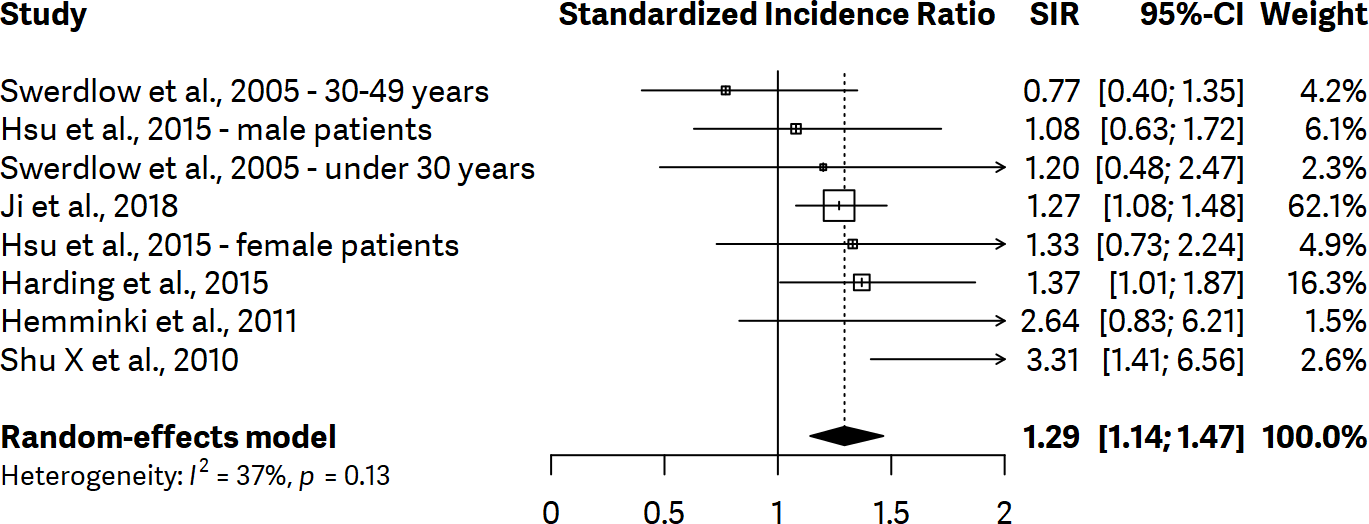 Study Standardized Incidence Ratio SIR 95%-CI Weight
Swerdlow et al., 2005 - 30-49 years 0.77 [0.40; 1.35] 4.2%
Hsu et al., 2015 - male patients 1.08 [0.63; 1.72] 6.1%
Swerdlow et al., 2005 - under 30 years 1.20 [0.48; 2.47] 2.3%
Ji et al., 2018 1.27 [1.08; 1.48] 62.1%
Hsu et al., 2015 - female patients 1.33 [0.73; 2.24] 4.9%
Harding et al., 2015 1.37 [1.01; 1.87] 16.3%
Hemminki et al., 2011 2.64 [0.83; 6.21] 1.5%
Shu X et al., 2010 3.31 [1.41; 6.56] 2.6%
Random-effects model 1.29 [1.14; 1.47] 100.0%
Heterogeneity: I² = 37%, p = 0.13
0 0.5 1 1.5 2